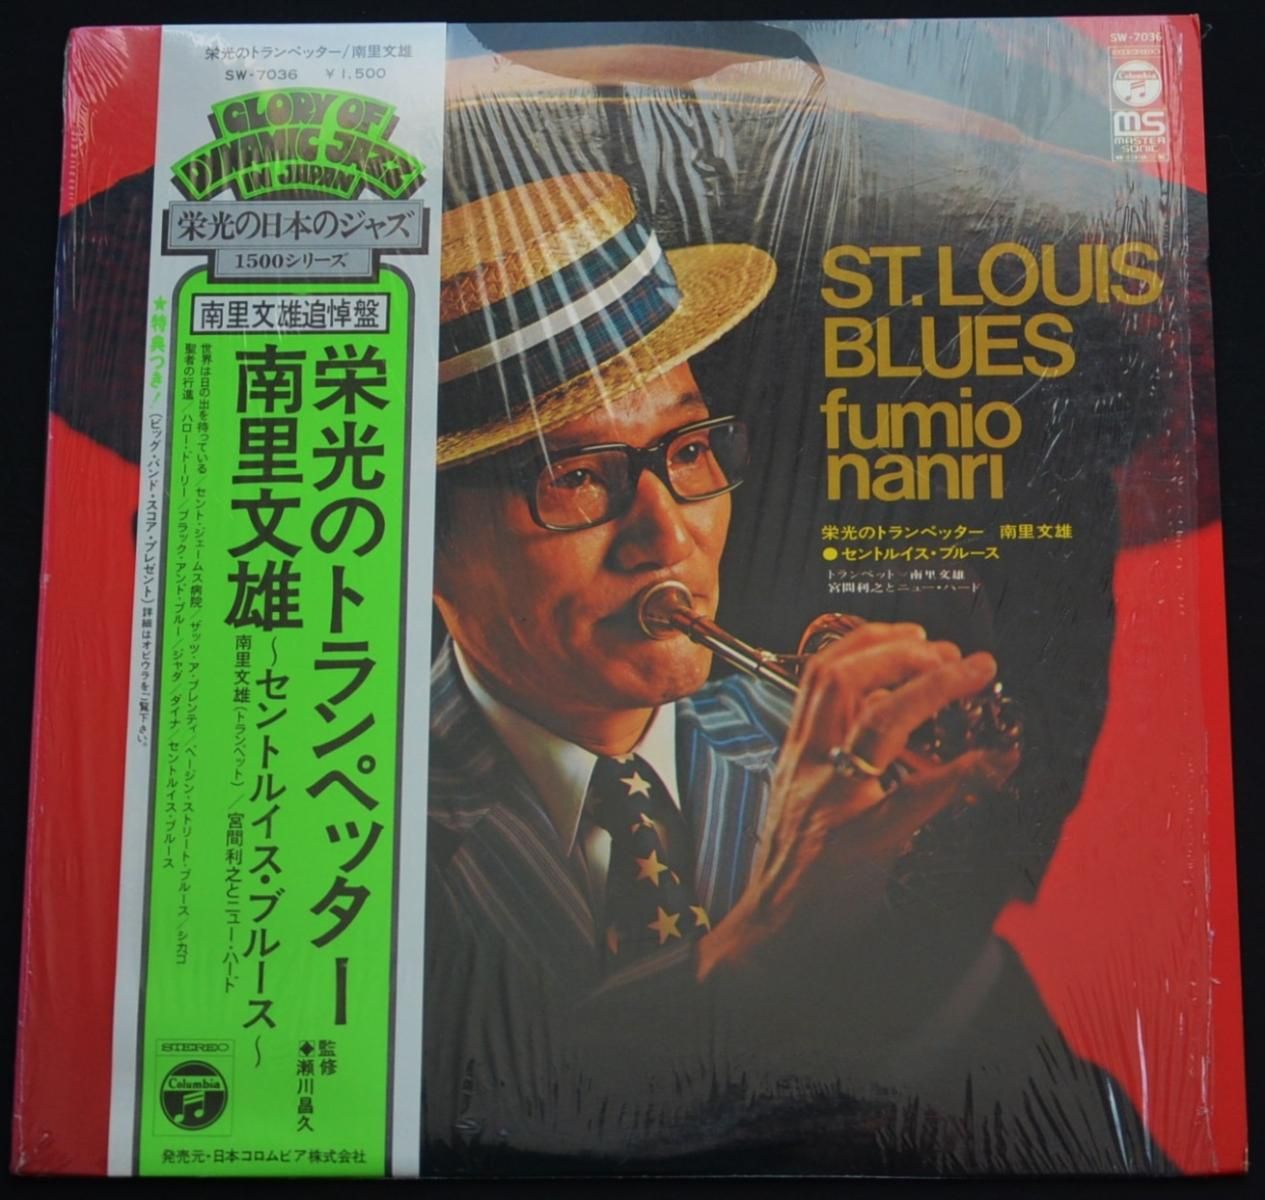 栄光のトランペッター/南里文雄
SW-7036 ¥1,500
GLORY OF
DYNAMIC JAZZ
IN JAPAN
栄光の日本のジャズ
1500シリーズ
南里文雄追悼盤
栄光のトランペッター
南里文雄
〜セントルイス・ブルース〜
南里文雄(トランペット)/宮間利之とニュー・ハード
世界は日の出を待っている/セント・ジェームス病院/ザッツ・ア・プレンティ/ベージン・ストリート・ブルース/シカゴ
聖者の行進/ハロー・ドーリー/ブラック・アンド・ブルー/ジャダ/ダイナ/セントルイス・ブルース
★特典つき!
(ビッグ・バンド・スコア・プレゼント)詳細はオビウラをご覧下さい。
監修
◆瀬川昌久
STEREO
Columbia
発売元・日本コロムビア株式会社
SW-7036
STEREO
Columbia
MS
MASTER
SONIC
ST. LOUIS
BLUES
fumio
nanri
栄光のトランペッター 南里文雄
●セントルイス・ブルース
トランペット=南里文雄
宮間利之とニュー・ハード